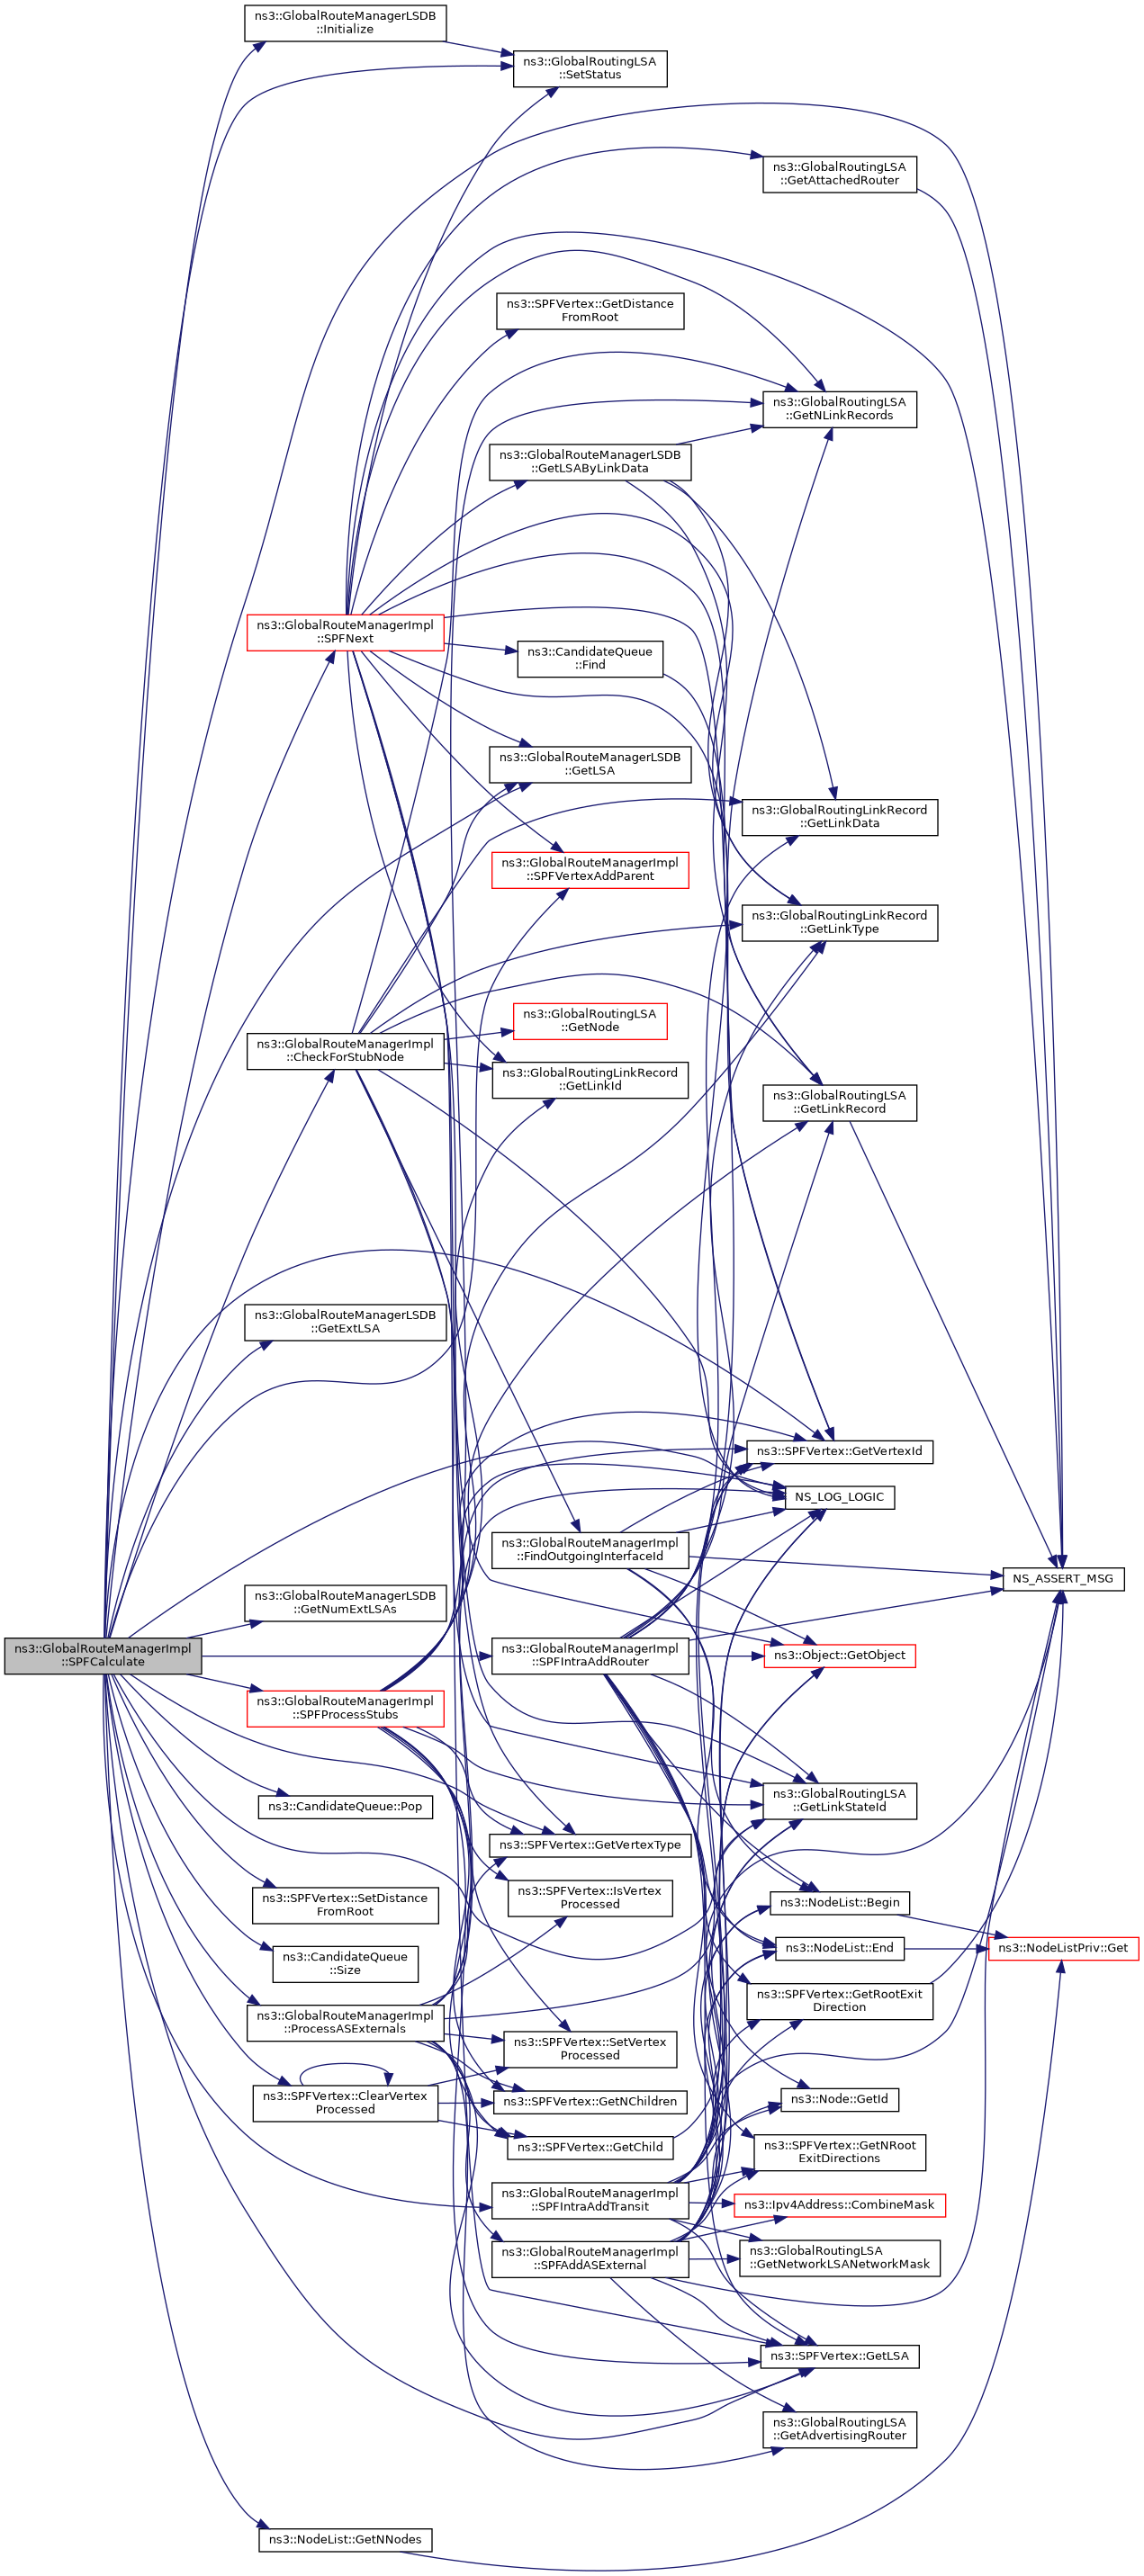 ns3::GlobalRouteManagerLSDB
::Initialize
ns3::GlobalRoutingLSA
::SetStatus
ns3::GlobalRoutingLSA
::GetAttachedRouter
ns3::SPFVertex::GetDistance
FromRoot
ns3::GlobalRoutingLSA
::GetNLinkRecords
ns3::GlobalRouteManagerLSDB
::GetLSAByLinkData
ns3::GlobalRouteManagerImpl
::SPFNext
ns3::CandidateQueue
::Find
ns3::GlobalRouteManagerLSDB
::GetLSA
ns3::GlobalRoutingLinkRecord
::GetLinkData
ns3::GlobalRouteManagerImpl
::SPFVertexAddParent
ns3::GlobalRoutingLinkRecord
::GetLinkType
ns3::GlobalRoutingLSA
::GetNode
ns3::GlobalRouteManagerImpl
::CheckForStubNode
ns3::GlobalRoutingLinkRecord
::GetLinkId
ns3::GlobalRoutingLSA
::GetLinkRecord
ns3::GlobalRouteManagerLSDB
::GetExtLSA
ns3::SPFVertex::GetVertexId
NS_LOG_LOGIC
ns3::GlobalRouteManagerImpl
::FindOutgoingInterfaceId
NS_ASSERT_MSG
ns3::GlobalRouteManagerLSDB
::GetNumExtLSAs
ns3::GlobalRouteManagerImpl
::SPFCalculate
ns3::GlobalRouteManagerImpl
::SPFIntraAddRouter
ns3::Object::GetObject
ns3::GlobalRouteManagerImpl
::SPFProcessStubs
ns3::CandidateQueue::Pop
ns3::GlobalRoutingLSA
::GetLinkStateId
ns3::SPFVertex::GetVertexType
ns3::SPFVertex::SetDistance
FromRoot
ns3::SPFVertex::IsVertex
Processed
ns3::NodeList::Begin
ns3::CandidateQueue
::Size
ns3::NodeList::End
ns3::NodeListPriv::Get
ns3::SPFVertex::GetRootExit
Direction
ns3::GlobalRouteManagerImpl
::ProcessASExternals
ns3::SPFVertex::SetVertex
Processed
ns3::SPFVertex::ClearVertex
Processed
ns3::SPFVertex::GetNChildren
ns3::Node::GetId
ns3::SPFVertex::GetChild
ns3::SPFVertex::GetNRoot
ExitDirections
ns3::GlobalRouteManagerImpl
::SPFIntraAddTransit
ns3::Ipv4Address::CombineMask
ns3::GlobalRouteManagerImpl
::SPFAddASExternal
ns3::GlobalRoutingLSA
::GetNetworkLSANetworkMask
ns3::SPFVertex::GetLSA
ns3::GlobalRoutingLSA
::GetAdvertisingRouter
ns3::NodeList::GetNNodes